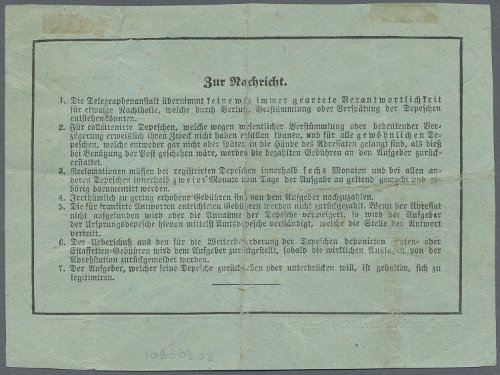 Zur Nachricht.
1. Die Telegraphenanstalt übernimmt keine wie immer geartete Verantwortlichkeit
für etwaige Nachtheile, welche durch Verlust, Verstümmlung oder Verspätung der Depeschen
entstehen könnten.
2. Für collationirte Depeschen, welche wegen wesentlicher Verstümmlung oder bedeutender Ver-
zögerung erweislich ihren Zweck nicht haben erfüllen können, und für alle gewöhnlichen De-
peschen, welche entweder gar nicht oder später in die Hände des Adressaten gelangt sind, als dieß
bei Benützung der Post geschehen wäre, werden die bezahlten Gebühren an den Aufgeber zurück-
erstattet.
3. Reclamationen müssen bei registrirten Depeschen innerhalb sechs Monaten und bei allen
anderen Depeschen innerhalb zweier Monate vom Tage der Aufgabe an geltend gemacht und ge-
hörig documentirt werden.
4. Irrthümlich zu gering erhobene Gebühren sind von dem Aufgeber nachzuzahlen.
5. Die für frankirte Antworten entrichteten Gebühren werden nicht zurückgezahlt. Wenn der Adressat
nicht aufgefunden wird oder die Annahme der Depesche verweigert, so wird der Aufgeber
der Ursprungsdepesche hievon mittelst Amtsdepesche verständigt, welche die Stelle der Antwort
vertritt.
6. Der Ueberschuß aus den für die Weiterbeförderung der Depeschen deponirten Boten- oder
Estaffetten-Gebühren wird dem Aufgeber zurückgestellt, sobald die wirklichen Auslagen von der
Adreßstation zurückgemeldet werden.
7. Der Aufgeber, welcher seine Depesche zurückziehen oder unterdrücken will, ist gehalten, sich zu
legitimiren.